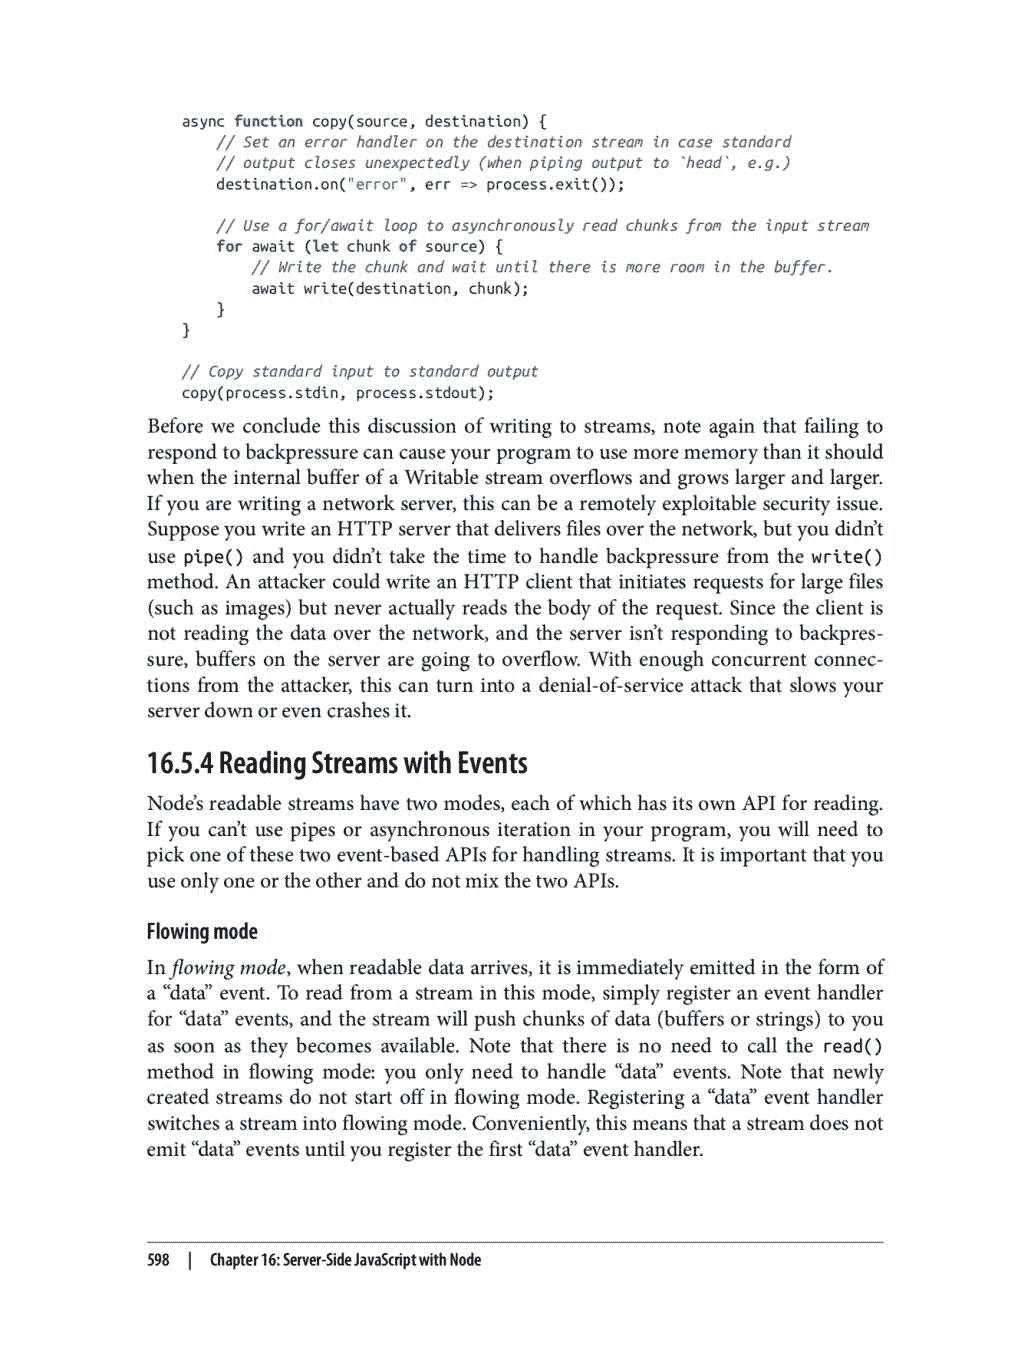 async function copy(source, destination) {
    // Set an error handler on the destination stream in case standard
    // output closes unexpectedly (when piping output to `head`, e.g.)
    destination.on("error", err => process.exit());

    // Use a for/await loop to asynchronously read chunks from the input stream
    for await (let chunk of source) {
        // Write the chunk and wait until there is more room in the buffer.
        await write(destination, chunk);
    }
}

// Copy standard input to standard output
copy(process.stdin, process.stdout);
Before we conclude this discussion of writing to streams, note again that failing to
respond to backpressure can cause your program to use more memory than it should
when the internal buffer of a Writable stream overflows and grows larger and larger.
If you are writing a network server, this can be a remotely exploitable security issue.
Suppose you write an HTTP server that delivers files over the network, but you didn’t
use pipe() and you didn’t take the time to handle backpressure from the write()
method. An attacker could write an HTTP client that initiates requests for large files
(such as images) but never actually reads the body of the request. Since the client is
not reading the data over the network, and the server isn’t responding to backpres-
sure, buffers on the server are going to overflow. With enough concurrent connec-
tions from the attacker, this can turn into a denial-of-service attack that slows your
server down or even crashes it.
16.5.4 Reading Streams with Events
Node’s readable streams have two modes, each of which has its own API for reading.
If you can’t use pipes or asynchronous iteration in your program, you will need to
pick one of these two event-based APIs for handling streams. It is important that you
use only one or the other and do not mix the two APIs.
Flowing mode
In flowing mode, when readable data arrives, it is immediately emitted in the form of
a “data” event. To read from a stream in this mode, simply register an event handler
for “data” events, and the stream will push chunks of data (buffers or strings) to you
as soon as they becomes available. Note that there is no need to call the read()
method in flowing mode: you only need to handle “data” events. Note that newly
created streams do not start off in flowing mode. Registering a “data” event handler
switches a stream into flowing mode. Conveniently, this means that a stream does not
emit “data” events until you register the first “data” event handler.
598 | Chapter 16: Server-Side JavaScript with Node